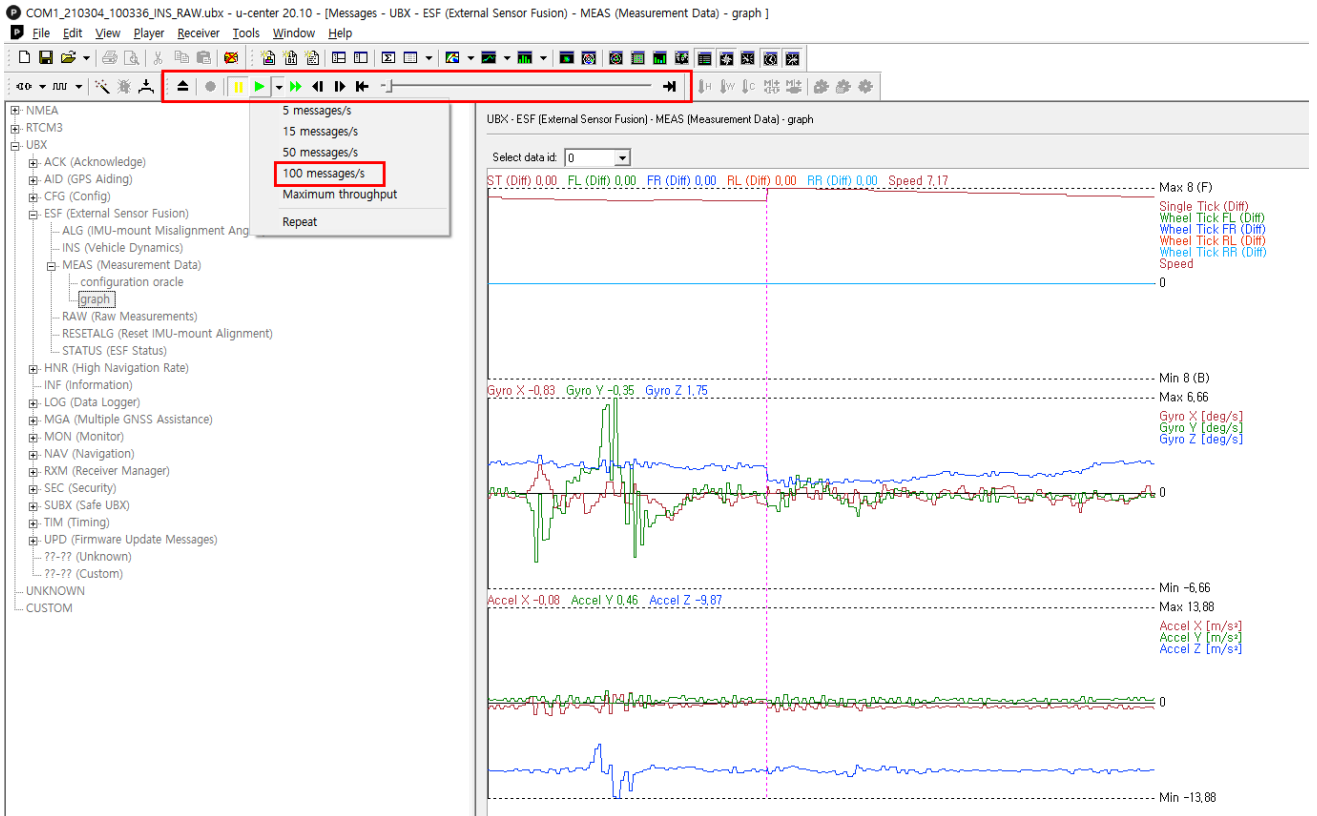 COM1_210304_100336_INS_RAW.ubx - u-center 20.10 - [Messages - UBX - ESF (External Sensor Fusion) - MEAS (Measurement Data) - graph ]
File Edit View Player Receiver Tools Window Help
5 messages/s
15 messages/s
50 messages/s
100 messages/s
Maximum throughput
Repeat
NMEA
RTCM3
UBX
ACK (Acknowledge)
AID (GPS Aiding)
CFG (Config)
ESF (External Sensor Fusion)
ALG (IMU-mount Misalignment Ang
INS (Vehicle Dynamics)
MEAS (Measurement Data)
configuration oracle
graph
RAW (Raw Measurements)
RESETALG (Reset IMU-mount Alignment)
STATUS (ESF Status)
HNR (High Navigation Rate)
INF (Information)
LOG (Data Logger)
MGA (Multiple GNSS Assistance)
MON (Monitor)
NAV (Navigation)
RXM (Receiver Manager)
SEC (Security)
SUBX (Safe UBX)
TIM (Timing)
UPD (Firmware Update Messages)
??-?? (Unknown)
??-?? (Custom)
UNKNOWN
CUSTOM
UBX - ESF (External Sensor Fusion) - MEAS (Measurement Data) - graph
Select data id: 0
ST (Diff) 0,00 FL (Diff) 0,00 FR (Diff) 0,00 RL (Diff) 0,00 RR (Diff) 0,00 Speed 7,17
Max 8 (F)
Single Tick (Diff)
Wheel Tick FL (Diff)
Wheel Tick FR (Diff)
Wheel Tick RL (Diff)
Wheel Tick RR (Diff)
Speed
0
Min 8 (B)
Gyro X -0,83 Gyro Y -0,35 Gyro Z 1,75
Max 6,66
Gyro X [deg/s]
Gyro Y [deg/s]
Gyro Z [deg/s]
0
Min -6,66
Accel X -0,08 Accel Y 0,46 Accel Z -9,87
Max 13,88
Accel X [m/s²]
Accel Y [m/s²]
Accel Z [m/s²]
0
Min -13,88